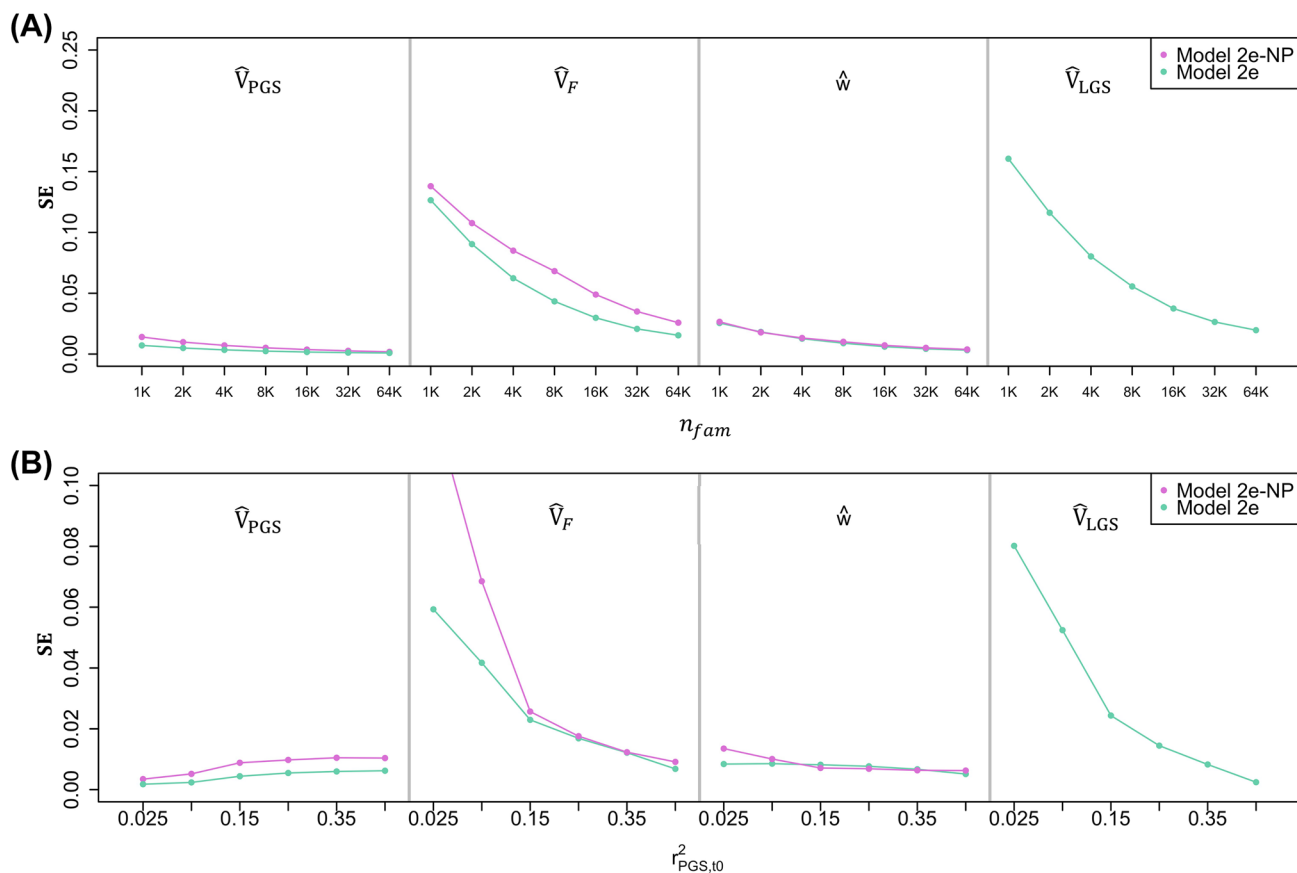 (A)
0.25
0.20
0.15
0.10
0.05
0.00
SE
V̂PGS
V̂F
ŵ
V̂LGS
Model 2e-NP
Model 2e
1K 2K 4K 8K 16K 32K 64K 1K 2K 4K 8K 16K 32K 64K 1K 2K 4K 8K 16K 32K 64K 1K 2K 4K 8K 16K 32K 64K
nfam
(B)
0.10
0.08
0.06
0.04
0.02
0.00
SE
V̂PGS
V̂F
ŵ
V̂LGS
Model 2e-NP
Model 2e
0.025 0.15 0.35 0.025 0.15 0.35 0.025 0.15 0.35 0.025 0.15 0.35
r²PGS,t0